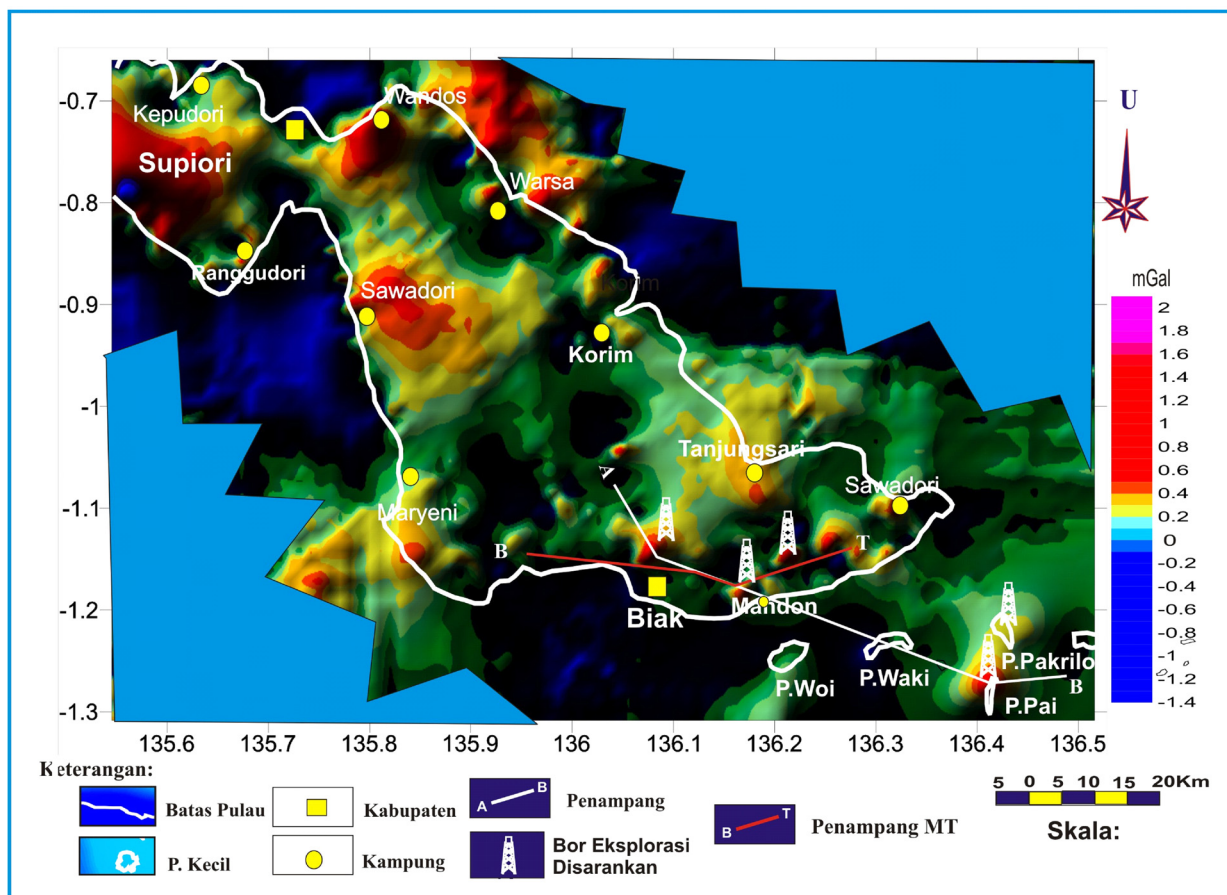 -0.7
-0.8
-0.9
-1
-1.1
-1.2
-1.3
Kepudori
Supiori
Wandos
Warsa
Ranggudori
Sawadori
Korim
Korim
Tanjungsari
Sawadori
Maryeni
A
B
T
Biak
Mandon
P.Woi
P.Waki
P.Pakrilo
P.Pai
B
135.6
135.7
135.8
135.9
136
136.1
136.2
136.3
136.4
136.5
U
mGal
2
1.8
1.6
1.4
1.2
1
0.8
0.6
0.4
0.2
0
-0.2
-0.4
-0.6
-0.8
-1
-1.2
-1.4
Keterangan:
Batas Pulau
P. Kecil
Kabupaten
Kampung
A B
Penampang
Bor Eksplorasi
Disarankan
B T
Penampang MT
5 0 5 10 15 20Km
Skala: